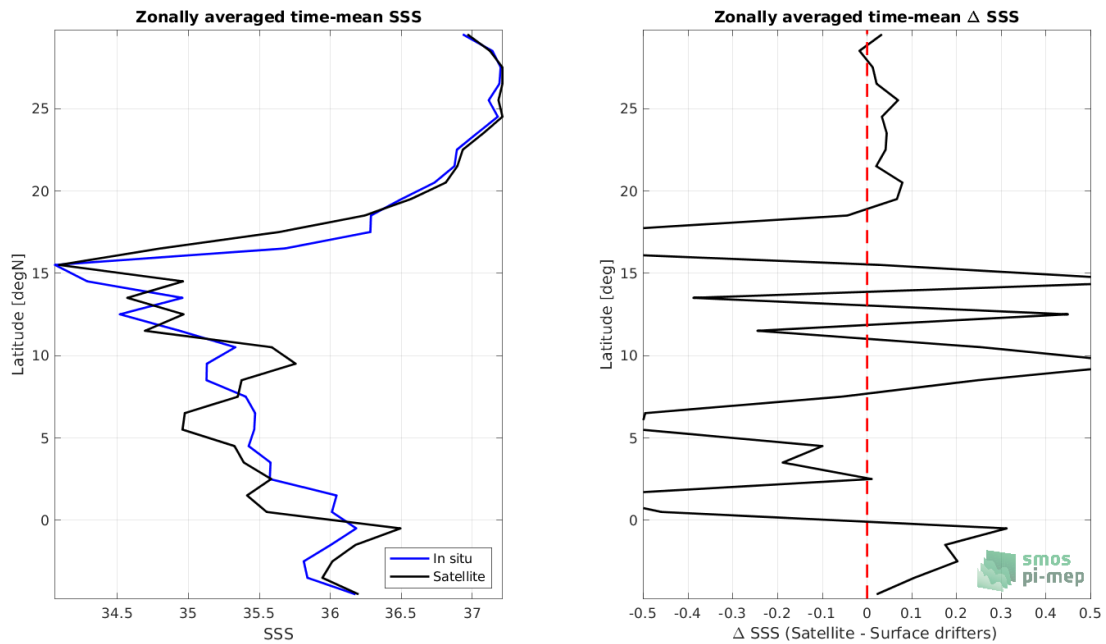 Zonally averaged time-mean SSS
Latitude [degN]
25
20
15
10
5
0
34.5 35 35.5 36 36.5 37
SSS
In situ
Satellite
Zonally averaged time-mean Δ SSS
Latitude [deg]
25
20
15
10
5
0
-0.5 -0.4 -0.3 -0.2 -0.1 0 0.1 0.2 0.3 0.4 0.5
Δ SSS (Satellite - Surface drifters)
smos
pi-mep